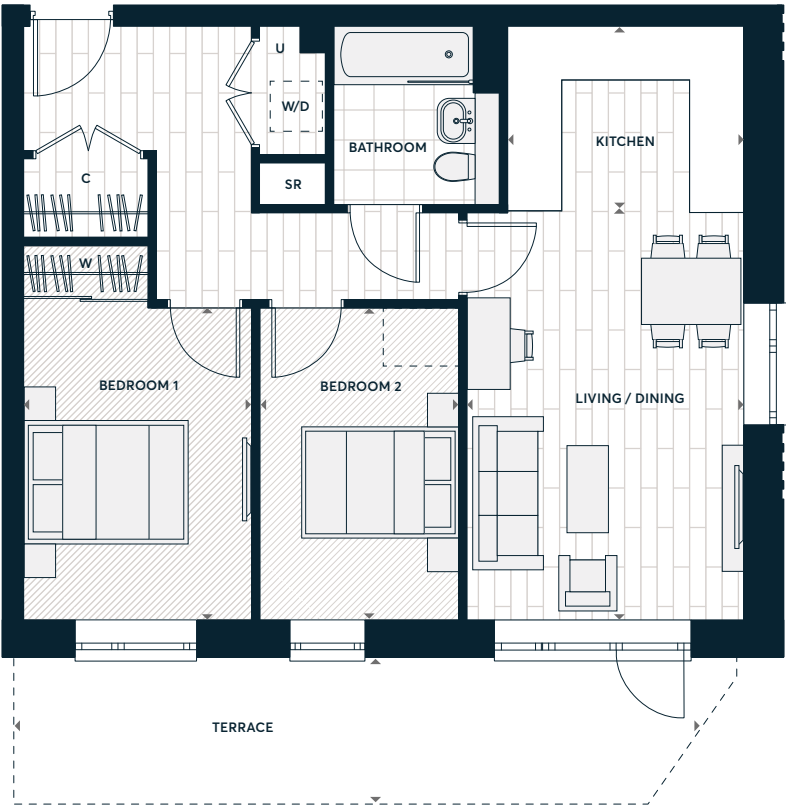 U
W/D
BATHROOM
KITCHEN
C
SR
W
BEDROOM 1
BEDROOM 2
LIVING / DINING
TERRACE